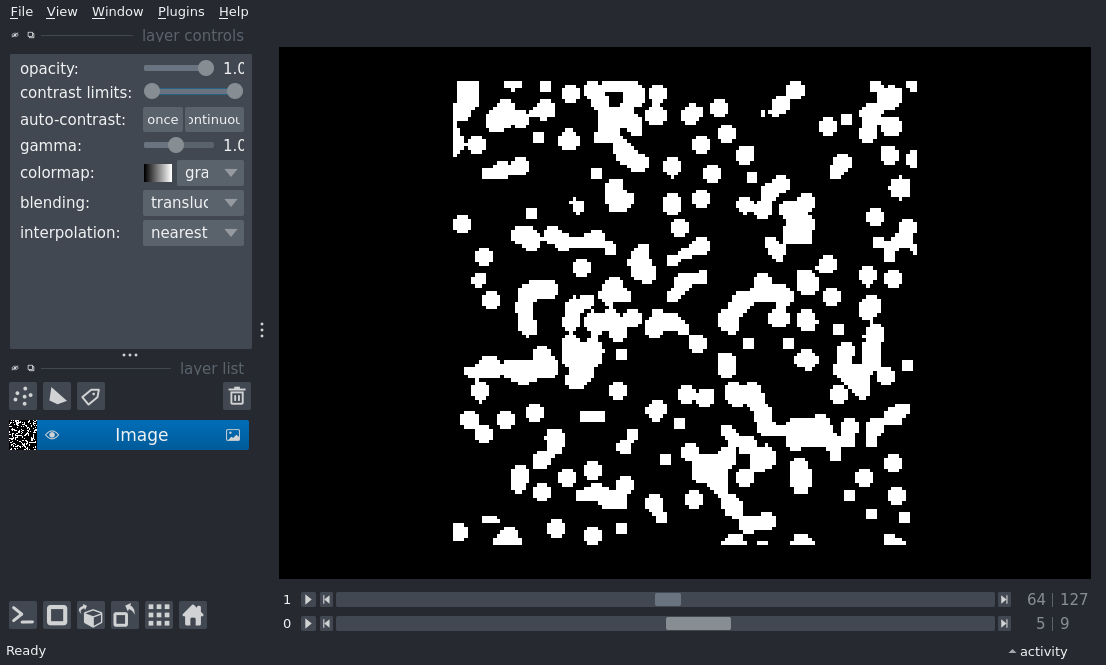 File View Window Plugins Help
layer controls
opacity: 1.0
contrast limits:
auto-contrast: once ontinuou
gamma: 1.0
colormap: gra
blending: transluc
interpolation: nearest
layer list
Image
1 64 | 127
0 5 | 9
Ready activity